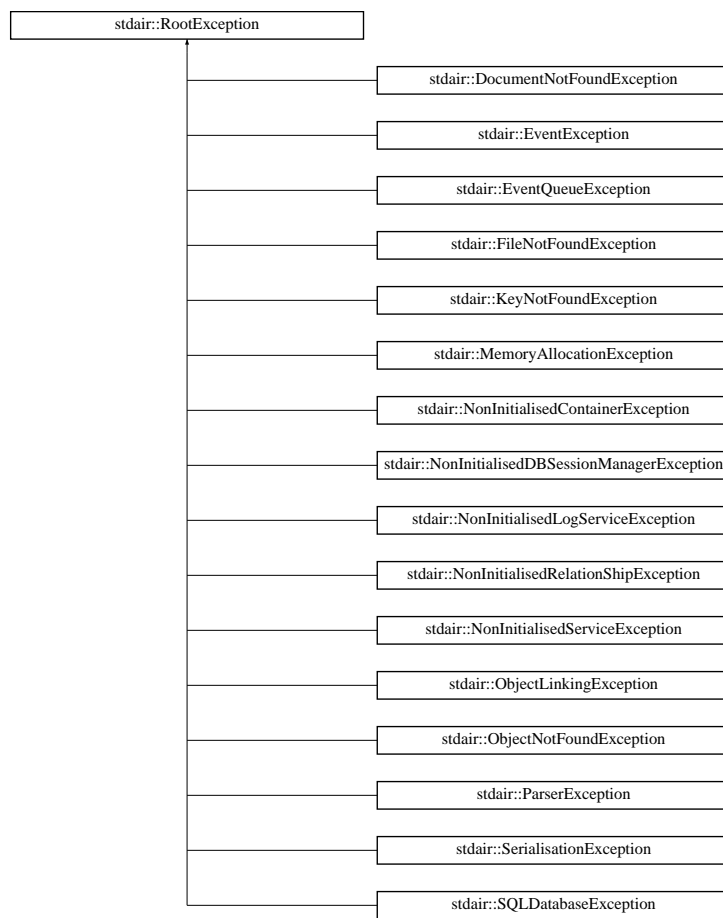 stdair::RootException
stdair::DocumentNotFoundException
stdair::EventException
stdair::EventQueueException
stdair::FileNotFoundException
stdair::KeyNotFoundException
stdair::MemoryAllocationException
stdair::NonInitialisedContainerException
stdair::NonInitialisedDBSessionManagerException
stdair::NonInitialisedLogServiceException
stdair::NonInitialisedRelationShipException
stdair::NonInitialisedServiceException
stdair::ObjectLinkingException
stdair::ObjectNotFoundException
stdair::ParserException
stdair::SerialisationException
stdair::SQLDatabaseException